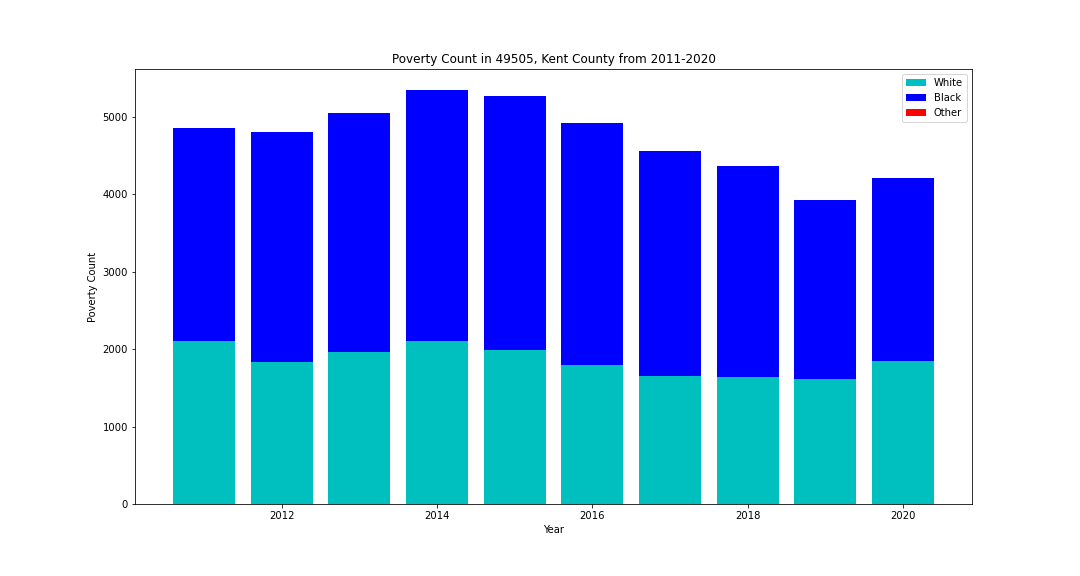 Poverty Count in 49505, Kent County from 2011-2020
White
Black
Other
5000
4000
3000
2000
1000
0
Poverty Count
2012
2014
2016
2018
2020
Year